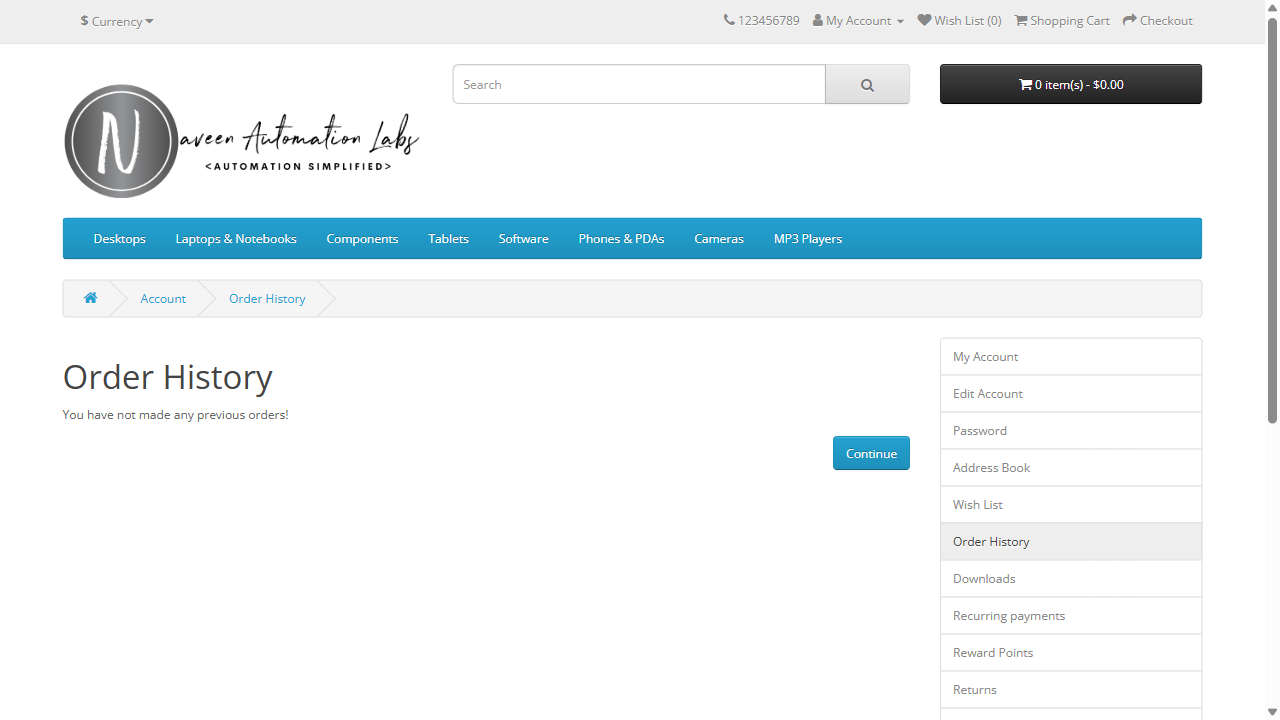 $ Currency
123456789
My Account
Wish List (0)
Shopping Cart
Checkout
N
aveen Automation Labs
<AUTOMATION SIMPLIFIED>
Search
0 item(s) - $0.00
Desktops
Laptops & Notebooks
Components
Tablets
Software
Phones & PDAs
Cameras
MP3 Players
Account
Order History
Order History
You have not made any previous orders!
Continue
My Account
Edit Account
Password
Address Book
Wish List
Order History
Downloads
Recurring payments
Reward Points
Returns